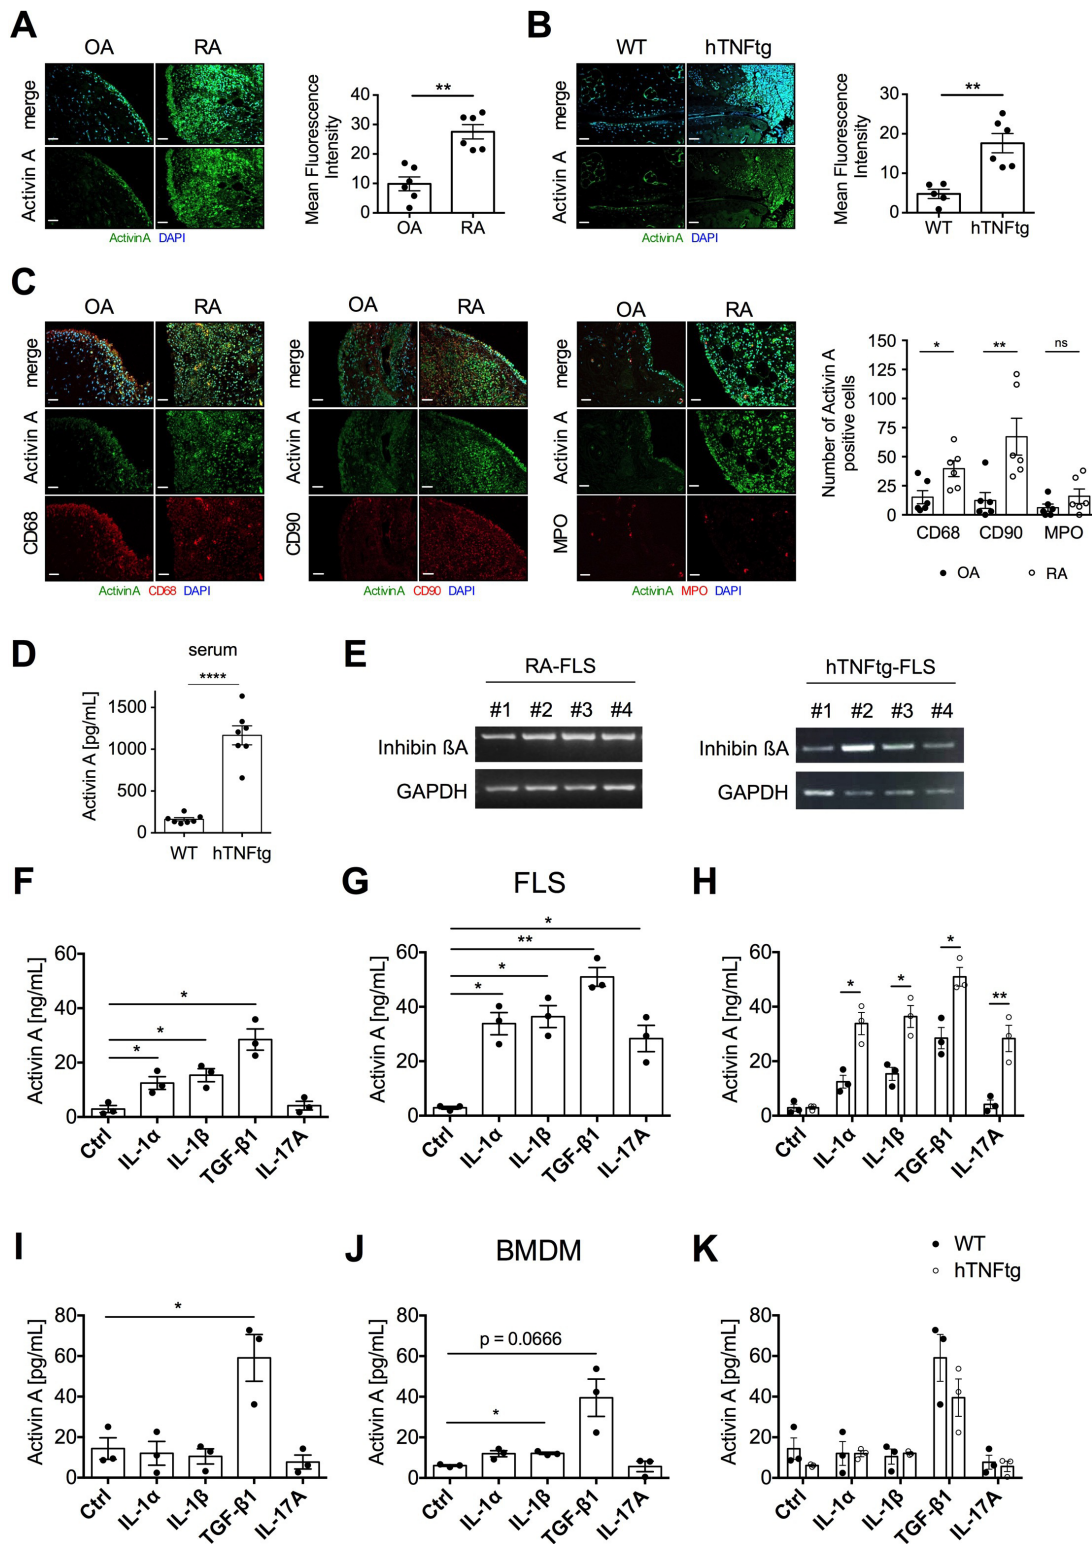 A
OA RA
merge
Activin A
ActivinA DAPI
Mean Fluorescence
Intensity
40
30
20
10
0
**
OA RA
B
WT hTNFtg
merge
Activin A
ActivinA DAPI
Mean Fluorescence
Intensity
30
20
10
0
**
WT hTNFtg
C
OA RA
merge
Activin A
CD68
ActivinA CD68 DAPI
OA RA
merge
Activin A
CD90
ActivinA CD90 DAPI
OA RA
merge
Activin A
MPO
ActivinA MPO DAPI
Number of Activin A
positive cells
150
125
100
75
50
25
0
* ** ns
CD68 CD90 MPO
OA RA
D
serum
****
Activin A [pg/mL]
1500
1000
500
0
WT hTNFtg
E
RA-FLS
#1 #2 #3 #4
Inhibin ßA
GAPDH
hTNFtg-FLS
#1 #2 #3 #4
Inhibin ßA
GAPDH
F
Activin A [ng/mL]
60
40
20
0
*
*
*
Ctrl IL-1α IL-1β TGF-β1 IL-17A
G
FLS
Activin A [ng/mL]
60
40
20
0
*
**
*
*
Ctrl IL-1α IL-1β TGF-β1 IL-17A
H
Activin A [ng/mL]
60
40
20
0
* * * **
Ctrl IL-1α IL-1β TGF-β1 IL-17A
I
Activin A [pg/mL]
80
60
40
20
0
*
Ctrl IL-1α IL-1β TGF-β1 IL-17A
J
BMDM
Activin A [pg/mL]
80
60
40
20
0
p = 0.0666
*
Ctrl IL-1α IL-1β TGF-β1 IL-17A
K
WT
hTNFtg
Activin A [pg/mL]
80
60
40
20
0
Ctrl IL-1α IL-1β TGF-β1 IL-17A